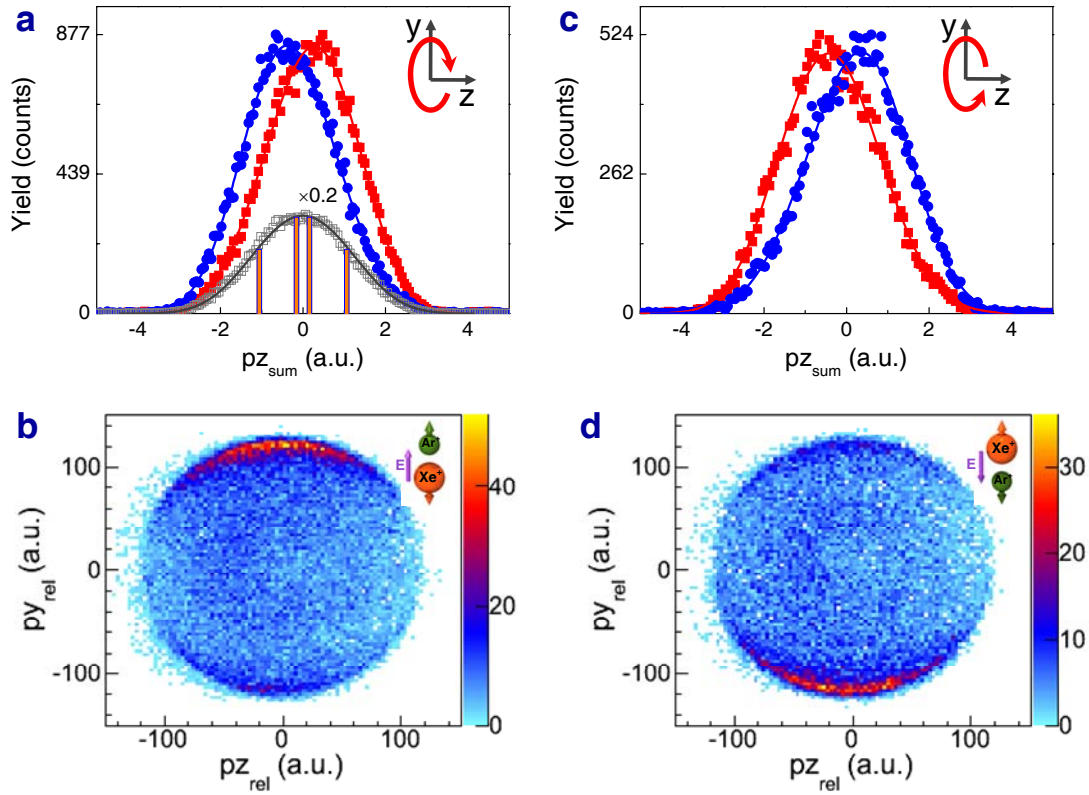 a
877
439
0
Yield (counts)
y
z
×0.2
-4 -2 0 2 4
pz_sum (a.u.)
c
524
262
0
Yield (counts)
y
z
-4 -2 0 2 4
pz_sum (a.u.)
b
100
0
-100
py_rel (a.u.)
E
Ar+
Xe+
40
20
0
-100 0 100
pz_rel (a.u.)
d
100
0
-100
py_rel (a.u.)
E
Xe+
Ar+
30
20
10
0
-100 0 100
pz_rel (a.u.)